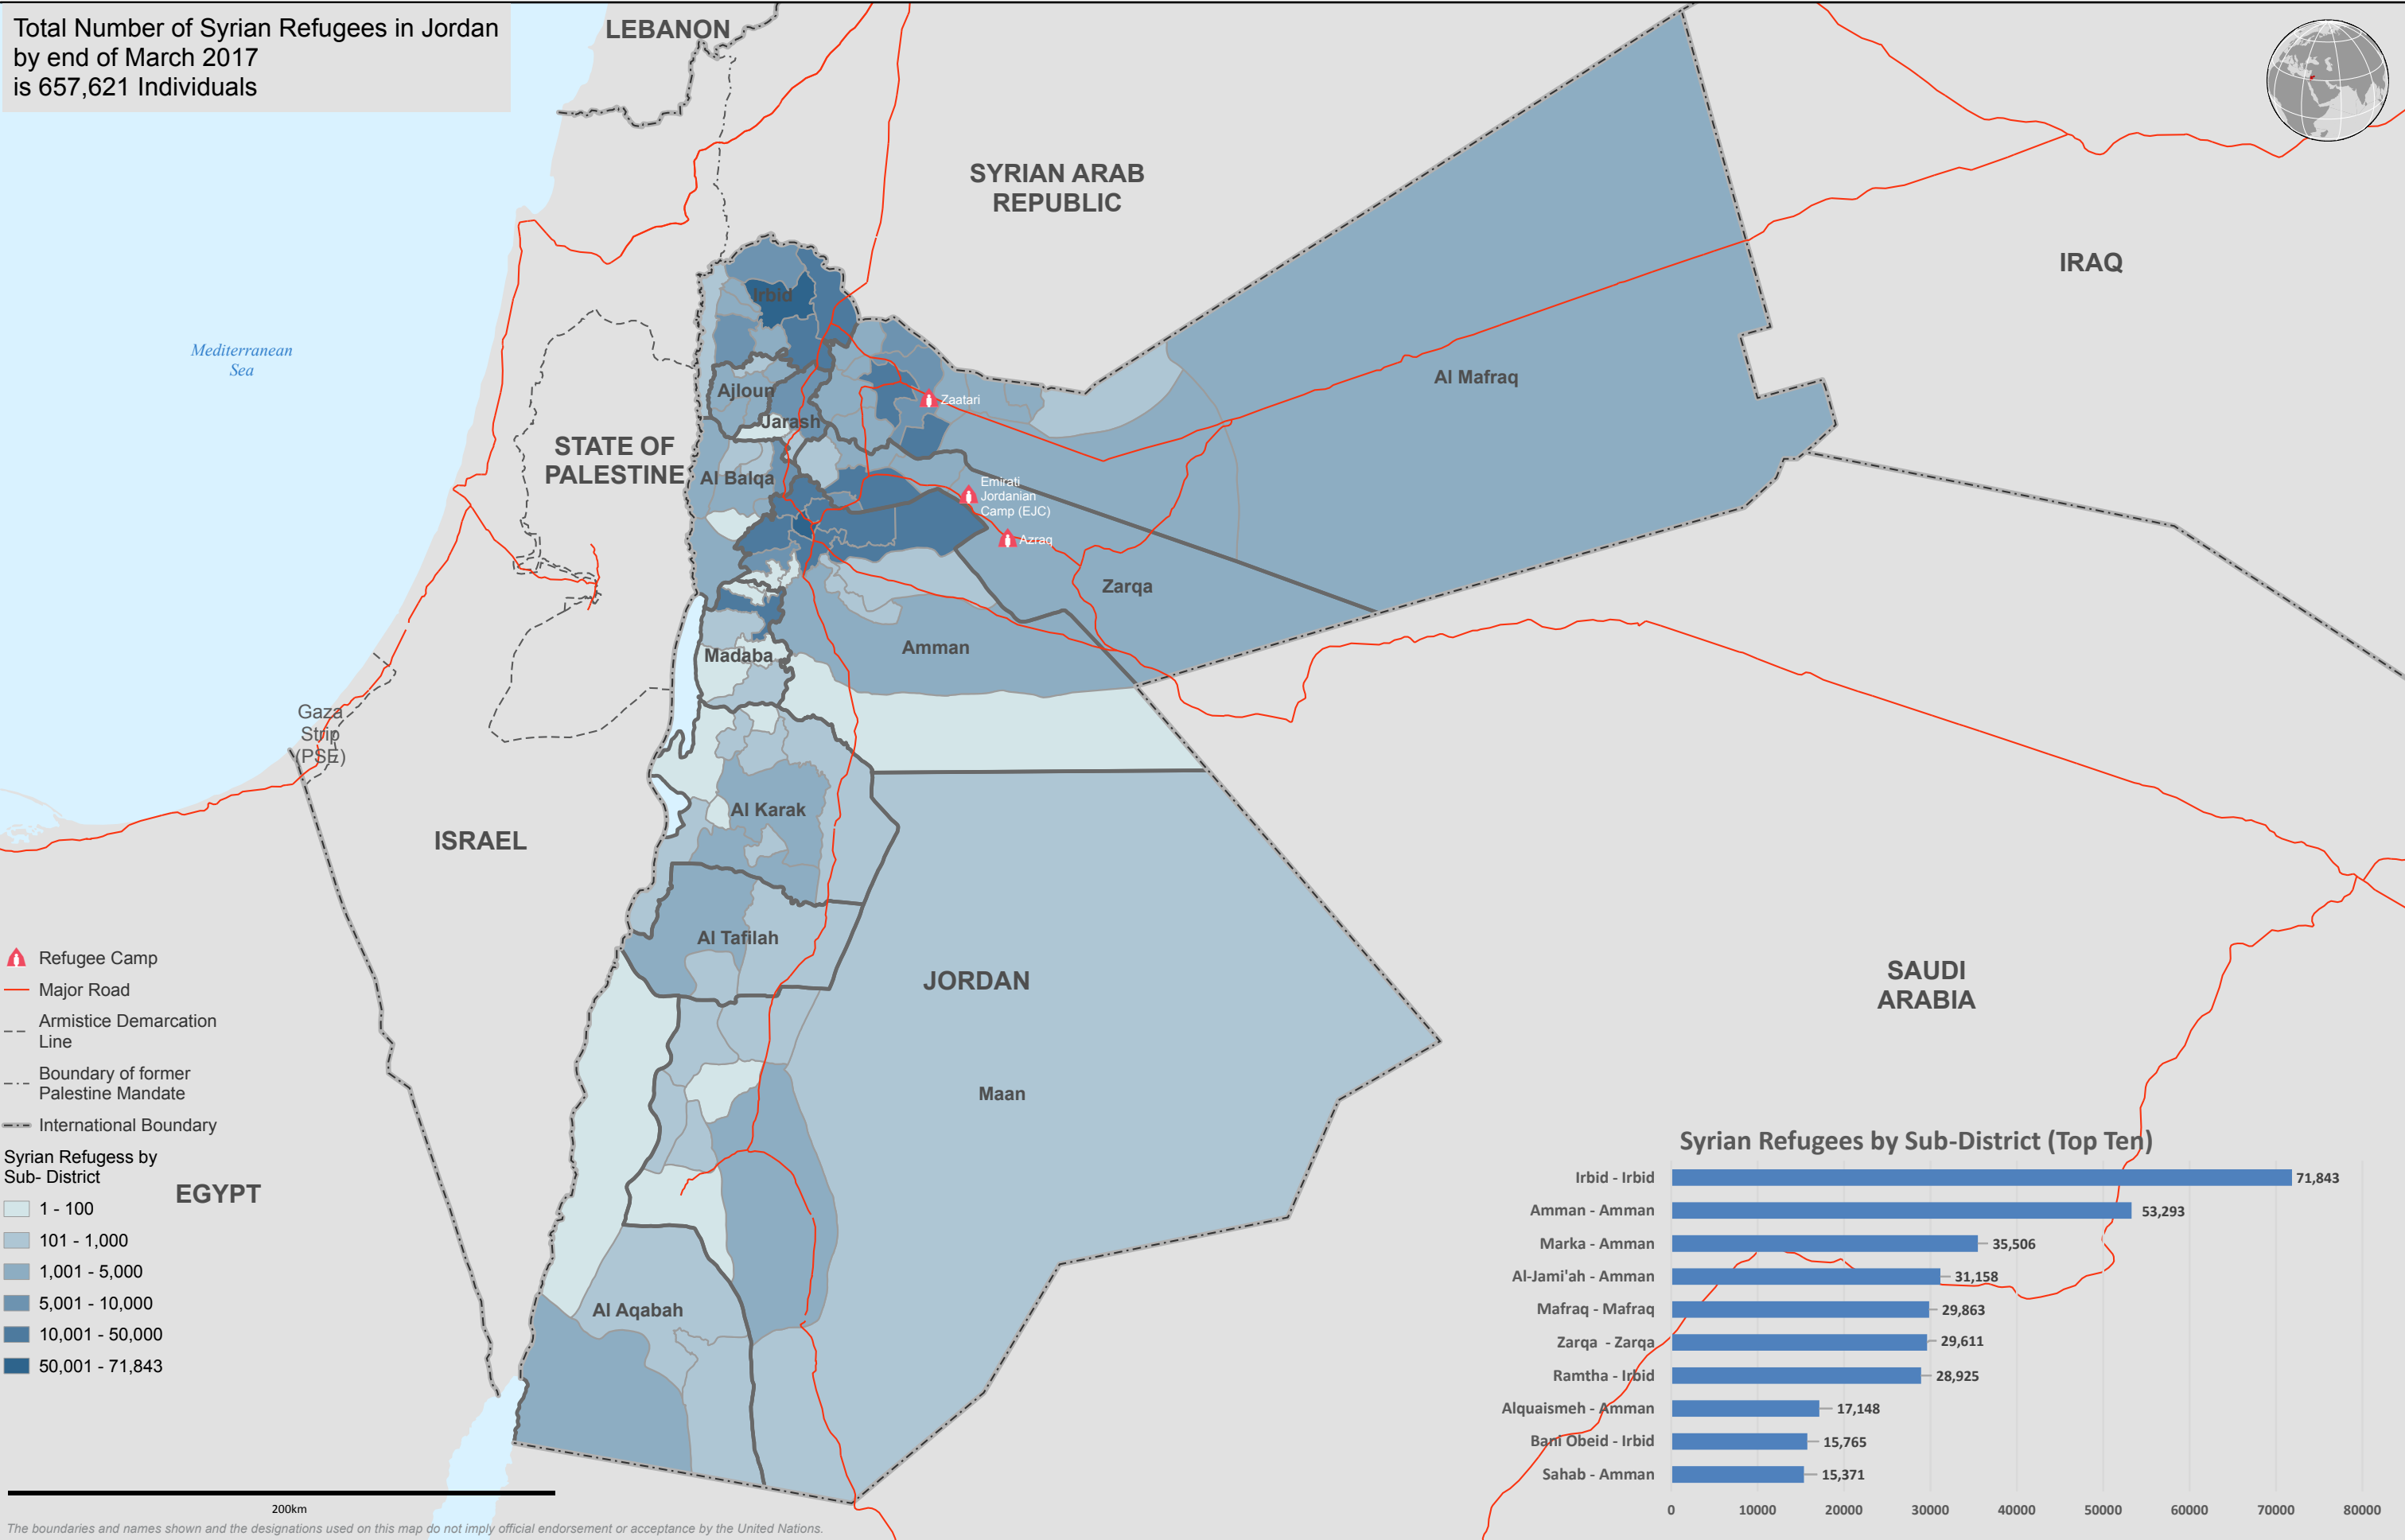 Total Number of Syrian Refugees in Jordan
by end of March 2017
is 657,621 Individuals
LEBANON
SYRIAN ARAB
REPUBLIC
IRAQ
Mediterranean
Sea
Irbid
Al Mafraq
Ajloun
Zaatari
Jarash
STATE OF
PALESTINE
Al Balqa
Emirati
Jordanian
Camp (EJC)
Azraq
Zarqa
Amman
Madaba
Gaza
Strip
(PSE)
Al Karak
ISRAEL
Al Tafilah
JORDAN
SAUDI
ARABIA
Maan
EGYPT
Al Aqabah
Refugee Camp
Major Road
Armistice Demarcation
Line
Boundary of former
Palestine Mandate
International Boundary
Syrian Refugess by
Sub- District
1 - 100
101 - 1,000
1,001 - 5,000
5,001 - 10,000
10,001 - 50,000
50,001 - 71,843
200km
The boundaries and names shown and the designations used on this map do not imply official endorsement or acceptance by the United Nations.
Syrian Refugees by Sub-District (Top Ten)
Irbid - Irbid 71,843
Amman - Amman 53,293
Marka - Amman 35,506
Al-Jami'ah - Amman 31,158
Mafraq - Mafraq 29,863
Zarqa - Zarqa 29,611
Ramtha - Irbid 28,925
Alquaismeh - Amman 17,148
Bani Obeid - Irbid 15,765
Sahab - Amman 15,371
0 10000 20000 30000 40000 50000 60000 70000 80000